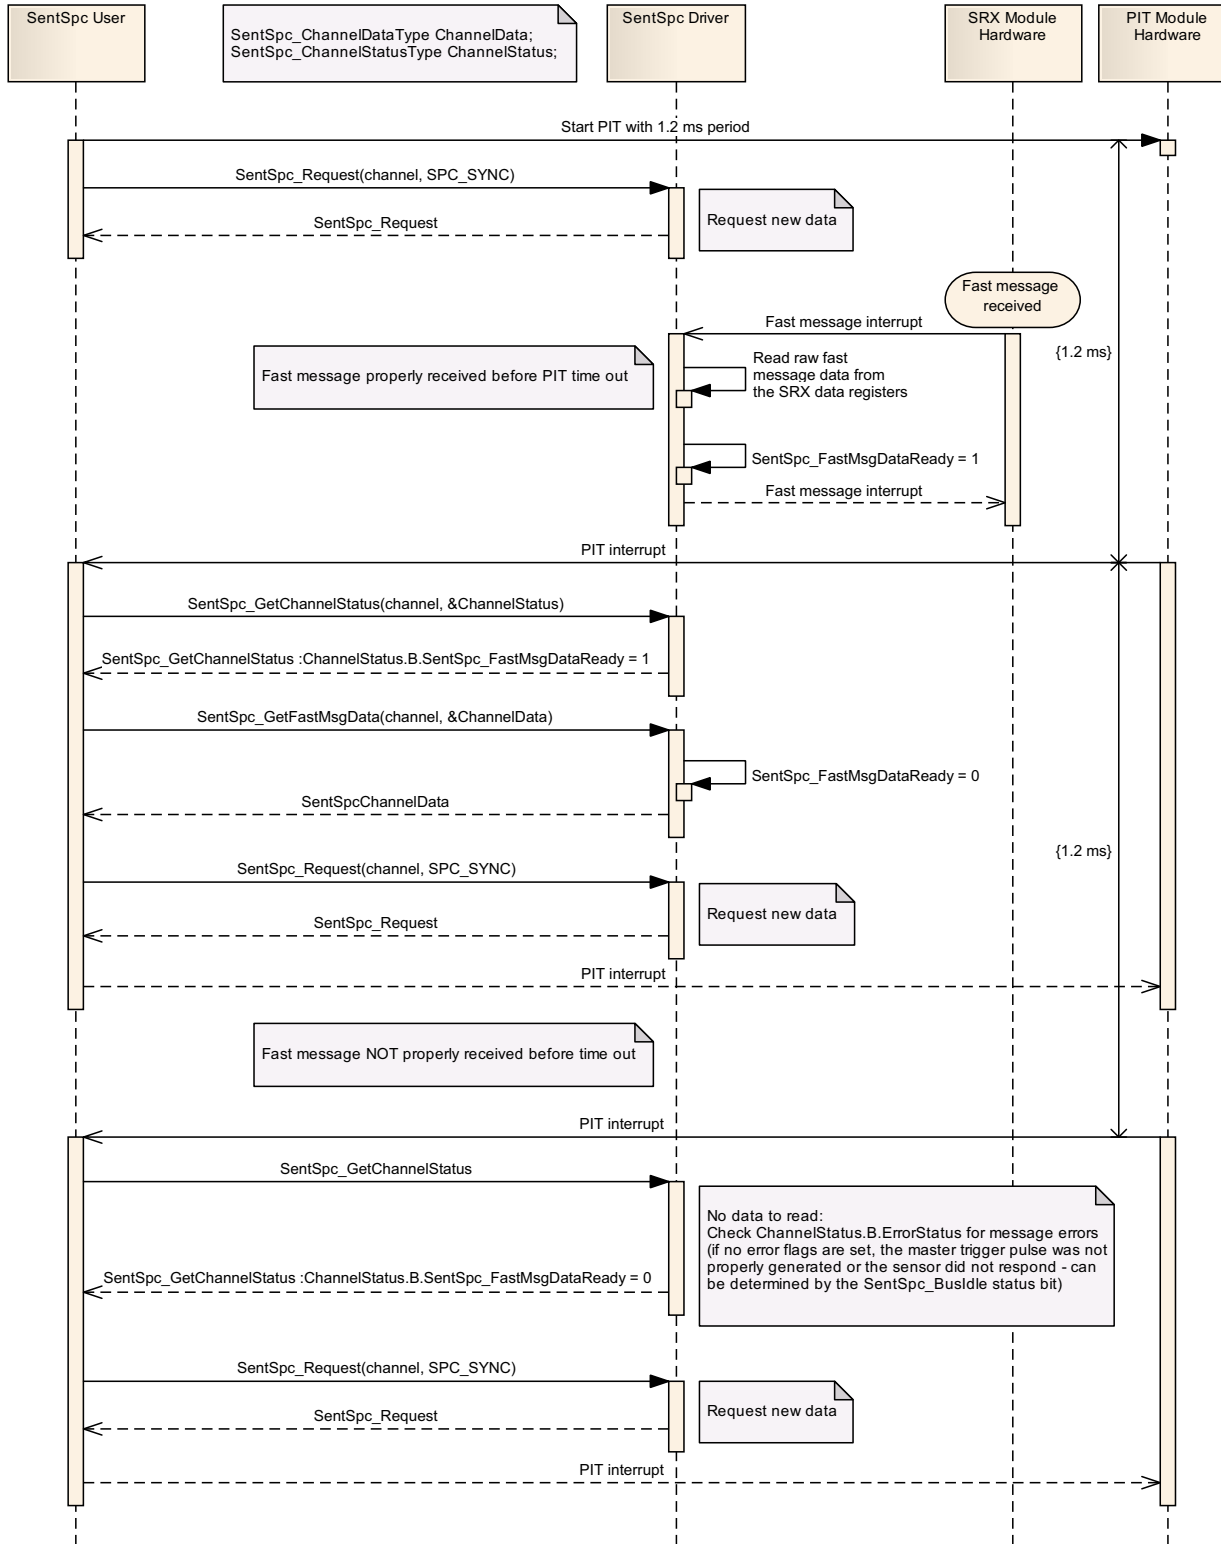 SentSpc User
SentSpc_ChannelDataType ChannelData;
SentSpc_ChannelStatusType ChannelStatus;
SentSpc Driver
SRX Module
Hardware
PIT Module
Hardware
Start PIT with 1.2 ms period
SentSpc_Request(channel, SPC_SYNC)
Request new data
SentSpc_Request
Fast message
received
Fast message interrupt
{1.2 ms}
Fast message properly received before PIT time out
Read raw fast
message data from
the SRX data registers
SentSpc_FastMsgDataReady = 1
Fast message interrupt
PIT interrupt
SentSpc_GetChannelStatus(channel, &ChannelStatus)
SentSpc_GetChannelStatus :ChannelStatus.B.SentSpc_FastMsgDataReady = 1
SentSpc_GetFastMsgData(channel, &ChannelData)
SentSpc_FastMsgDataReady = 0
SentSpcChannelData
{1.2 ms}
SentSpc_Request(channel, SPC_SYNC)
Request new data
SentSpc_Request
PIT interrupt
Fast message NOT properly received before time out
PIT interrupt
SentSpc_GetChannelStatus
No data to read:
Check ChannelStatus.B.ErrorStatus for message errors
(if no error flags are set, the master trigger pulse was not
properly generated or the sensor did not respond - can
be determined by the SentSpc_BusIdle status bit)
SentSpc_GetChannelStatus :ChannelStatus.B.SentSpc_FastMsgDataReady = 0
SentSpc_Request(channel, SPC_SYNC)
Request new data
SentSpc_Request
PIT interrupt